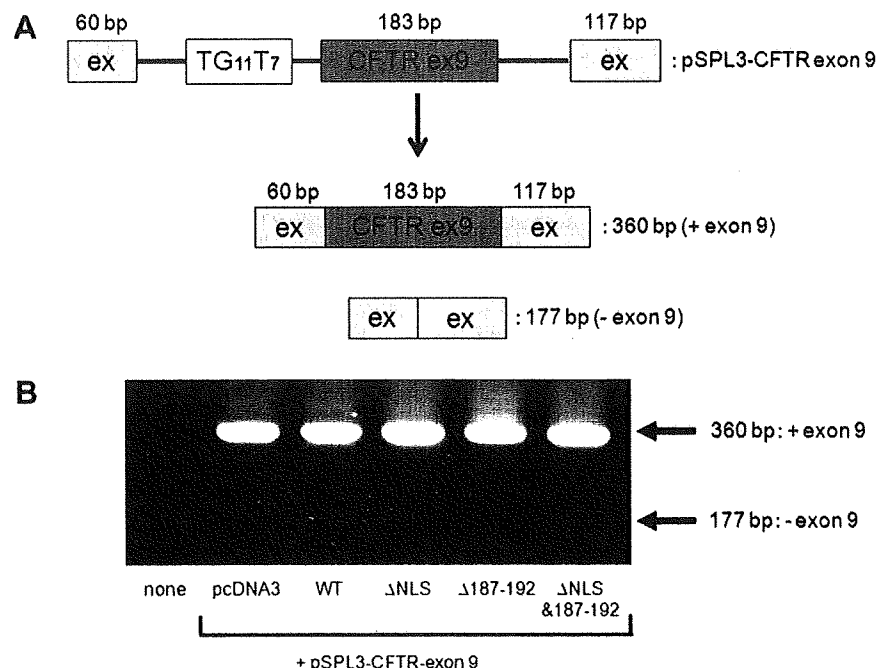 A
60 bp 183 bp 117 bp
ex TG11T7 CFTR ex9 ex : pSPL3-CFTR exon 9
60 bp 183 bp 117 bp
ex CFTR ex9 ex : 360 bp (+ exon 9)
ex ex : 177 bp (- exon 9)
B
360 bp: + exon 9
177 bp: - exon 9
none pcDNA3 WT ΔNLS Δ187-192 ΔNLS
&187-192
+ pSPL3-CFTR-exon 9